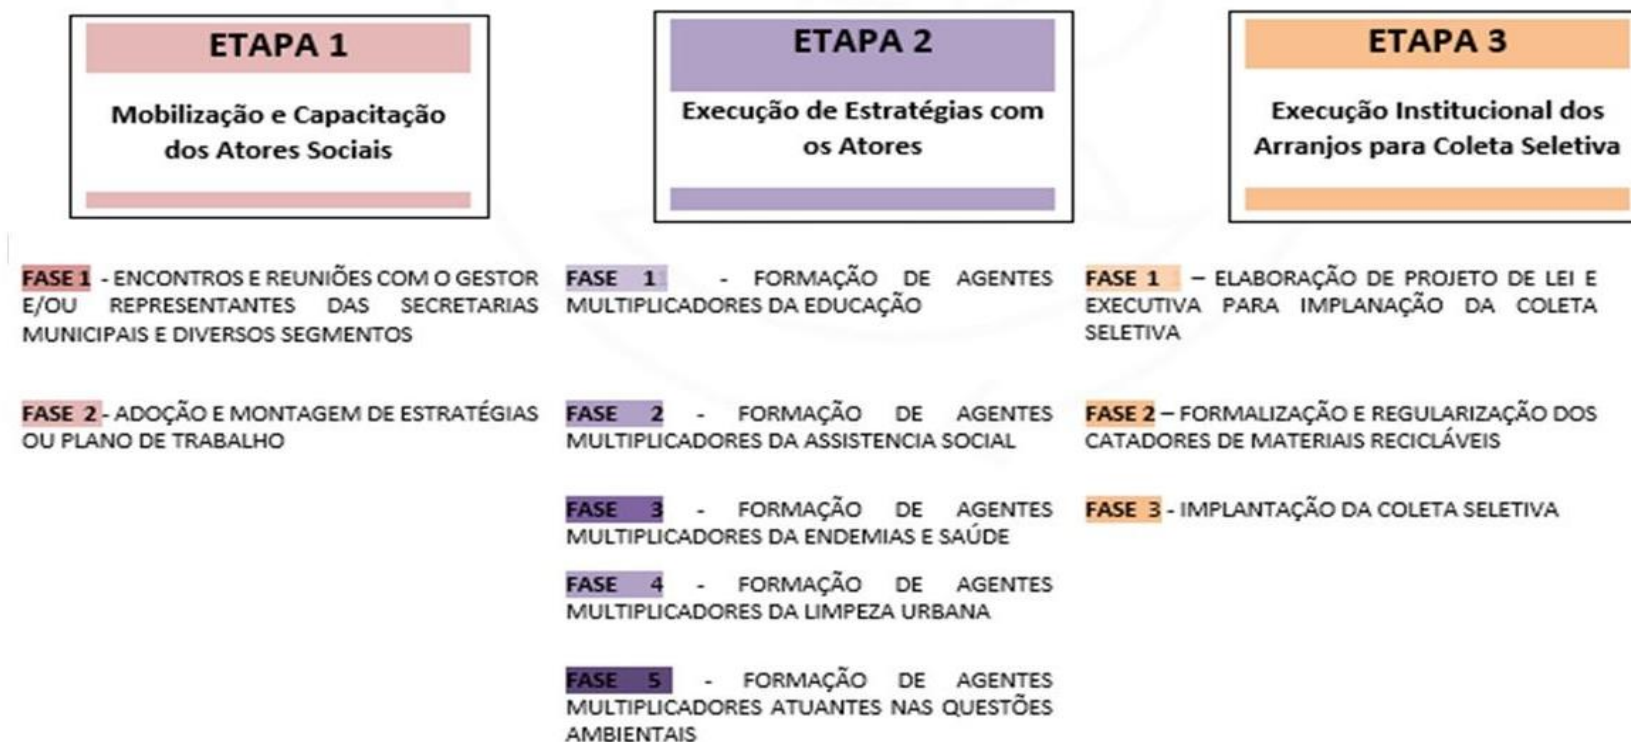 ETAPA 1
Mobilização e Capacitação
dos Atores Sociais
FASE 1 - ENCONTROS E REUNIÕES COM O GESTOR
E/OU REPRESENTANTES DAS SECRETARIAS
MUNICIPAIS E DIVERSOS SEGMENTOS
FASE 2 - ADOÇÃO E MONTAGEM DE ESTRATÉGIAS
OU PLANO DE TRABALHO
ETAPA 2
Execução de Estratégias com
os Atores
FASE 1 - FORMAÇÃO DE AGENTES
MULTIPLICADORES DA EDUCAÇÃO
FASE 2 - FORMAÇÃO DE AGENTES
MULTIPLICADORES DA ASSISTENCIA SOCIAL
FASE 3 - FORMAÇÃO DE AGENTES
MULTIPLICADORES DA ENDEMIAS E SAÚDE
FASE 4 - FORMAÇÃO DE AGENTES
MULTIPLICADORES DA LIMPEZA URBANA
FASE 5 - FORMAÇÃO DE AGENTES
MULTIPLICADORES ATUANTES NAS QUESTÕES
AMBIENTAIS
ETAPA 3
Execução Institucional dos
Arranjos para Coleta Seletiva
FASE 1 – ELABORAÇÃO DE PROJETO DE LEI E
EXECUTIVA PARA IMPLANAÇÃO DA COLETA
SELETIVA
FASE 2 – FORMALIZAÇÃO E REGULARIZAÇÃO DOS
CATADORES DE MATERIAIS RECICLÁVEIS
FASE 3 - IMPLANTAÇÃO DA COLETA SELETIVA